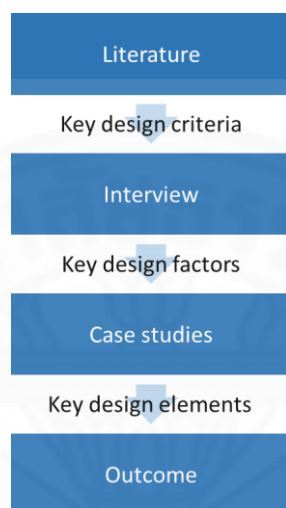 Literature
Key design criteria
Interview
Key design factors
Case studies
Key design elements
Outcome